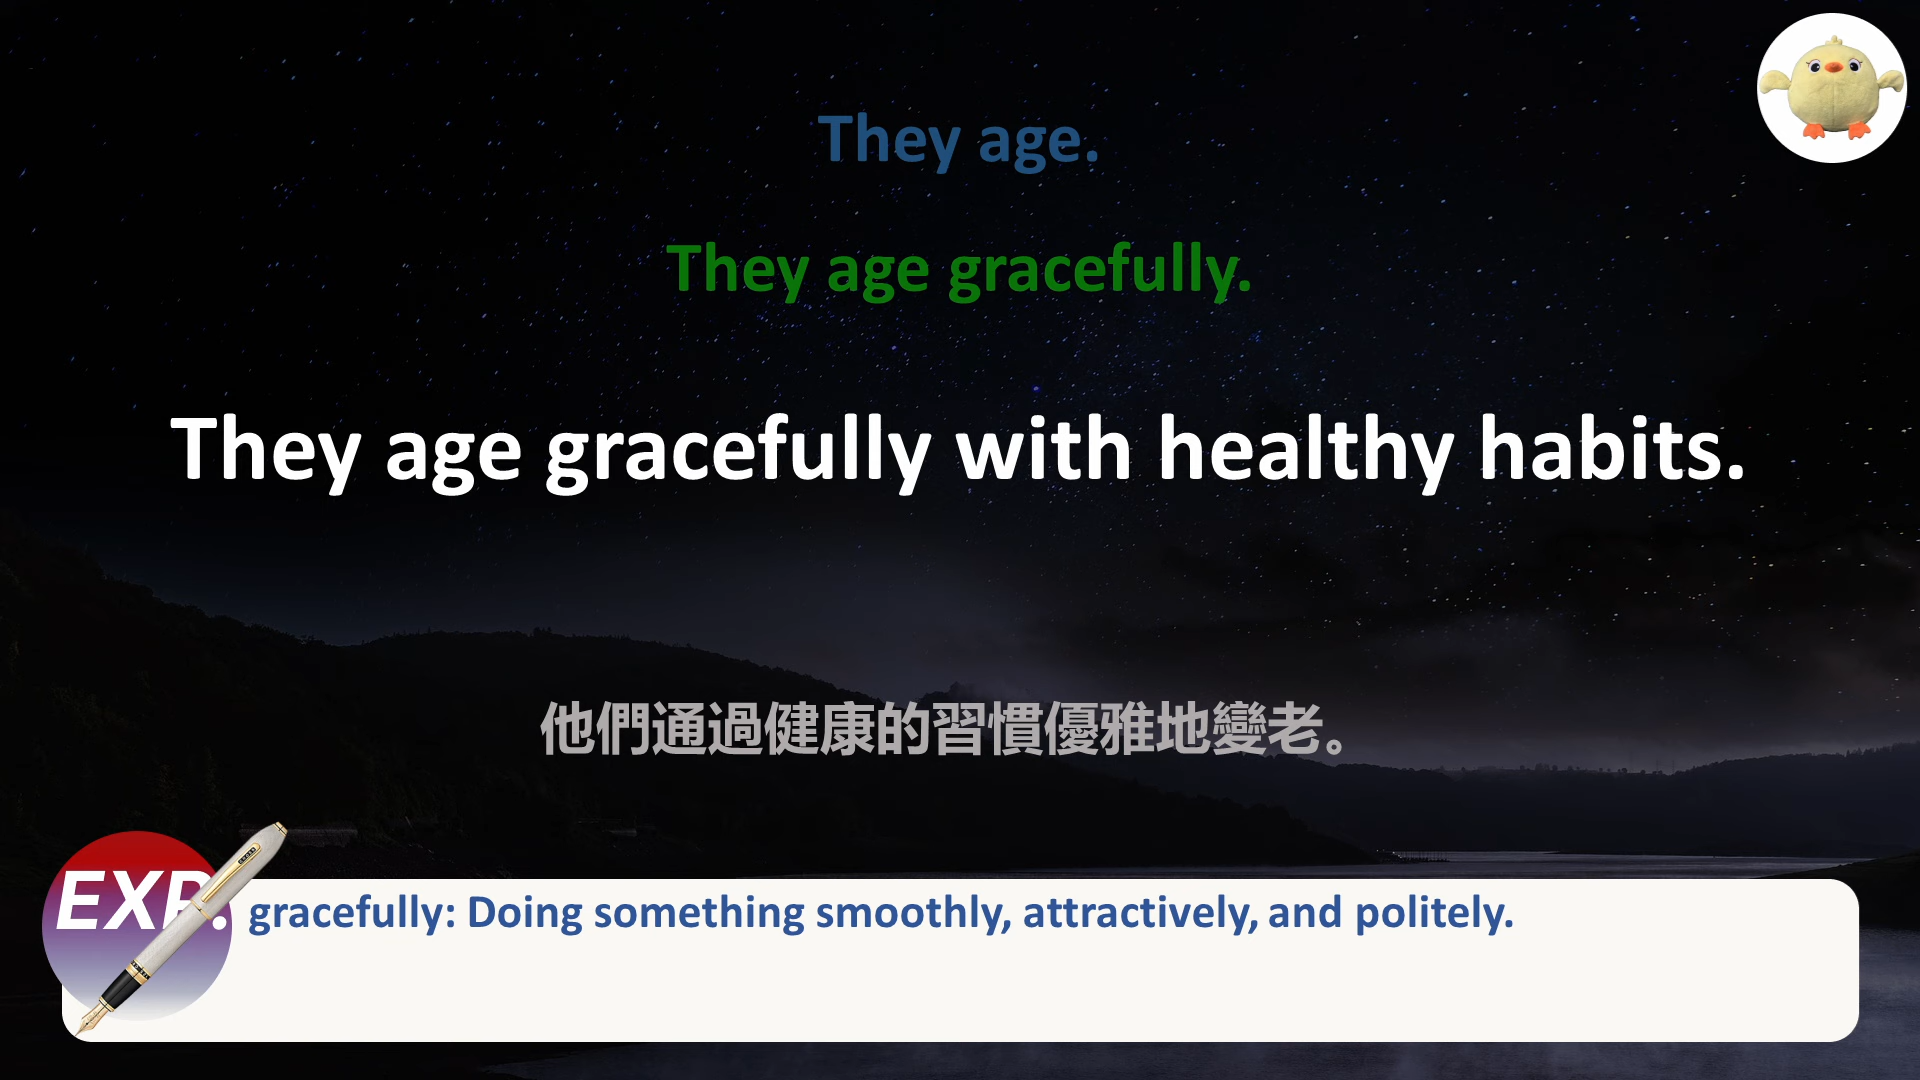 They age.
They age gracefully.
They age gracefully with healthy habits.
他們通過健康的習慣優雅地變老。
EXP.
gracefully: Doing something smoothly, attractively, and politely.